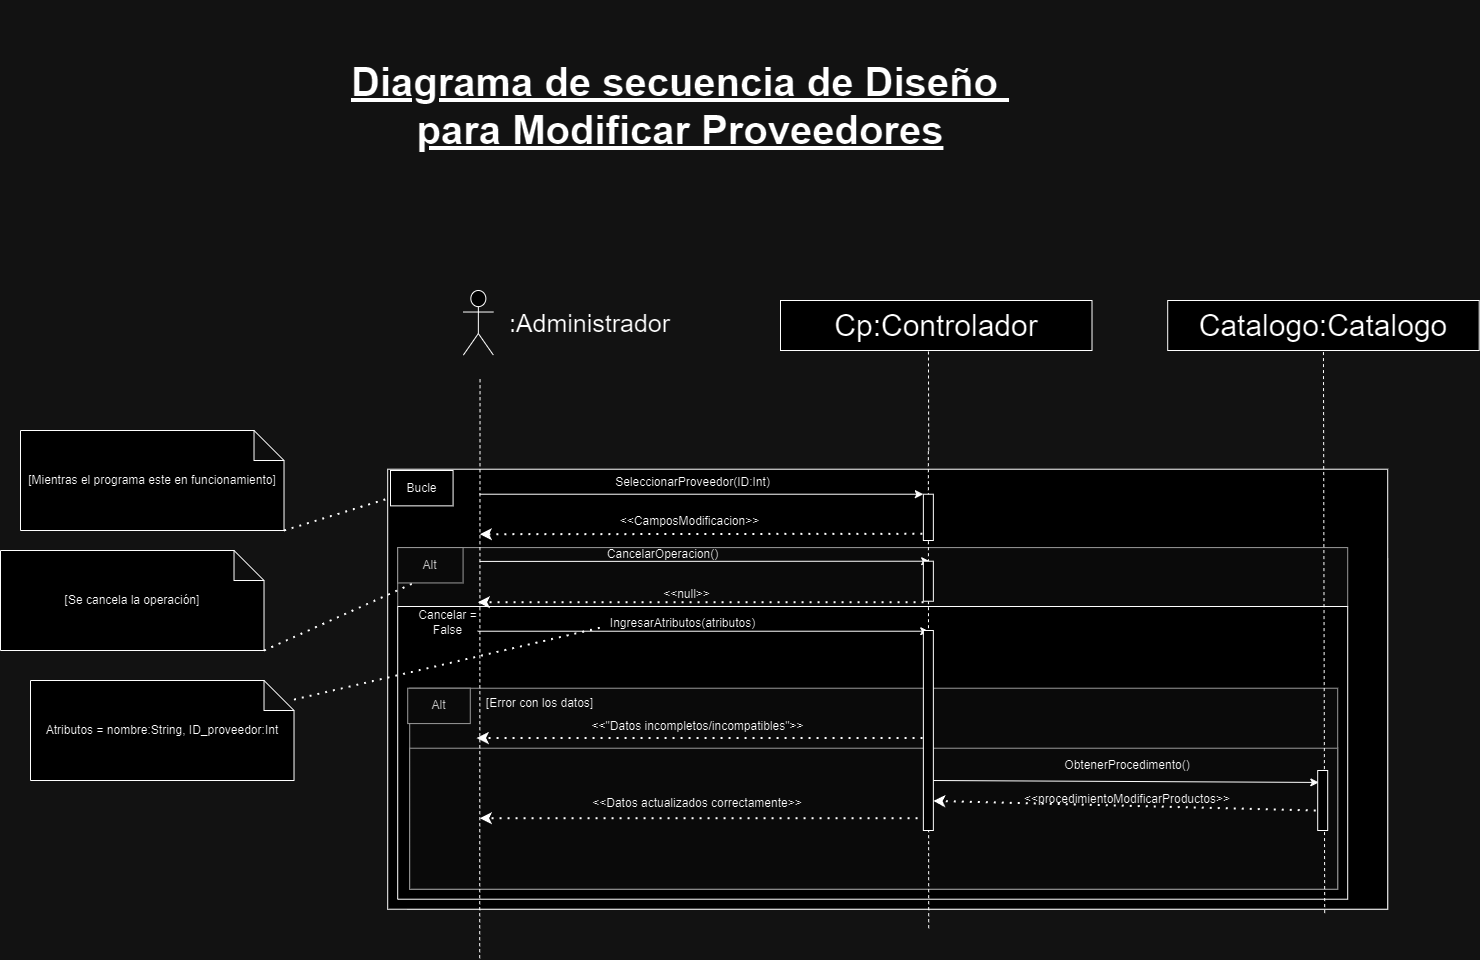 Diagrama de secuencia de Diseño
para Modificar Proveedores
:Administrador
Cp:Controlador
Catalogo:Catalogo
[Mientras el programa este en funcionamiento]
Bucle
SeleccionarProveedor(ID:Int)
<<CamposModificacion>>
Alt
CancelarOperacion()
[Se cancela la operación]
<<null>>
Cancelar =
False
IngresarAtributos(atributos)
Alt
[Error con los datos]
<<"Datos incompletos/incompatibles">>
Atributos = nombre:String, ID_proveedor:Int
ObtenerProcedimento()
<<procedimientoModificarProductos>>
<<Datos actualizados correctamente>>